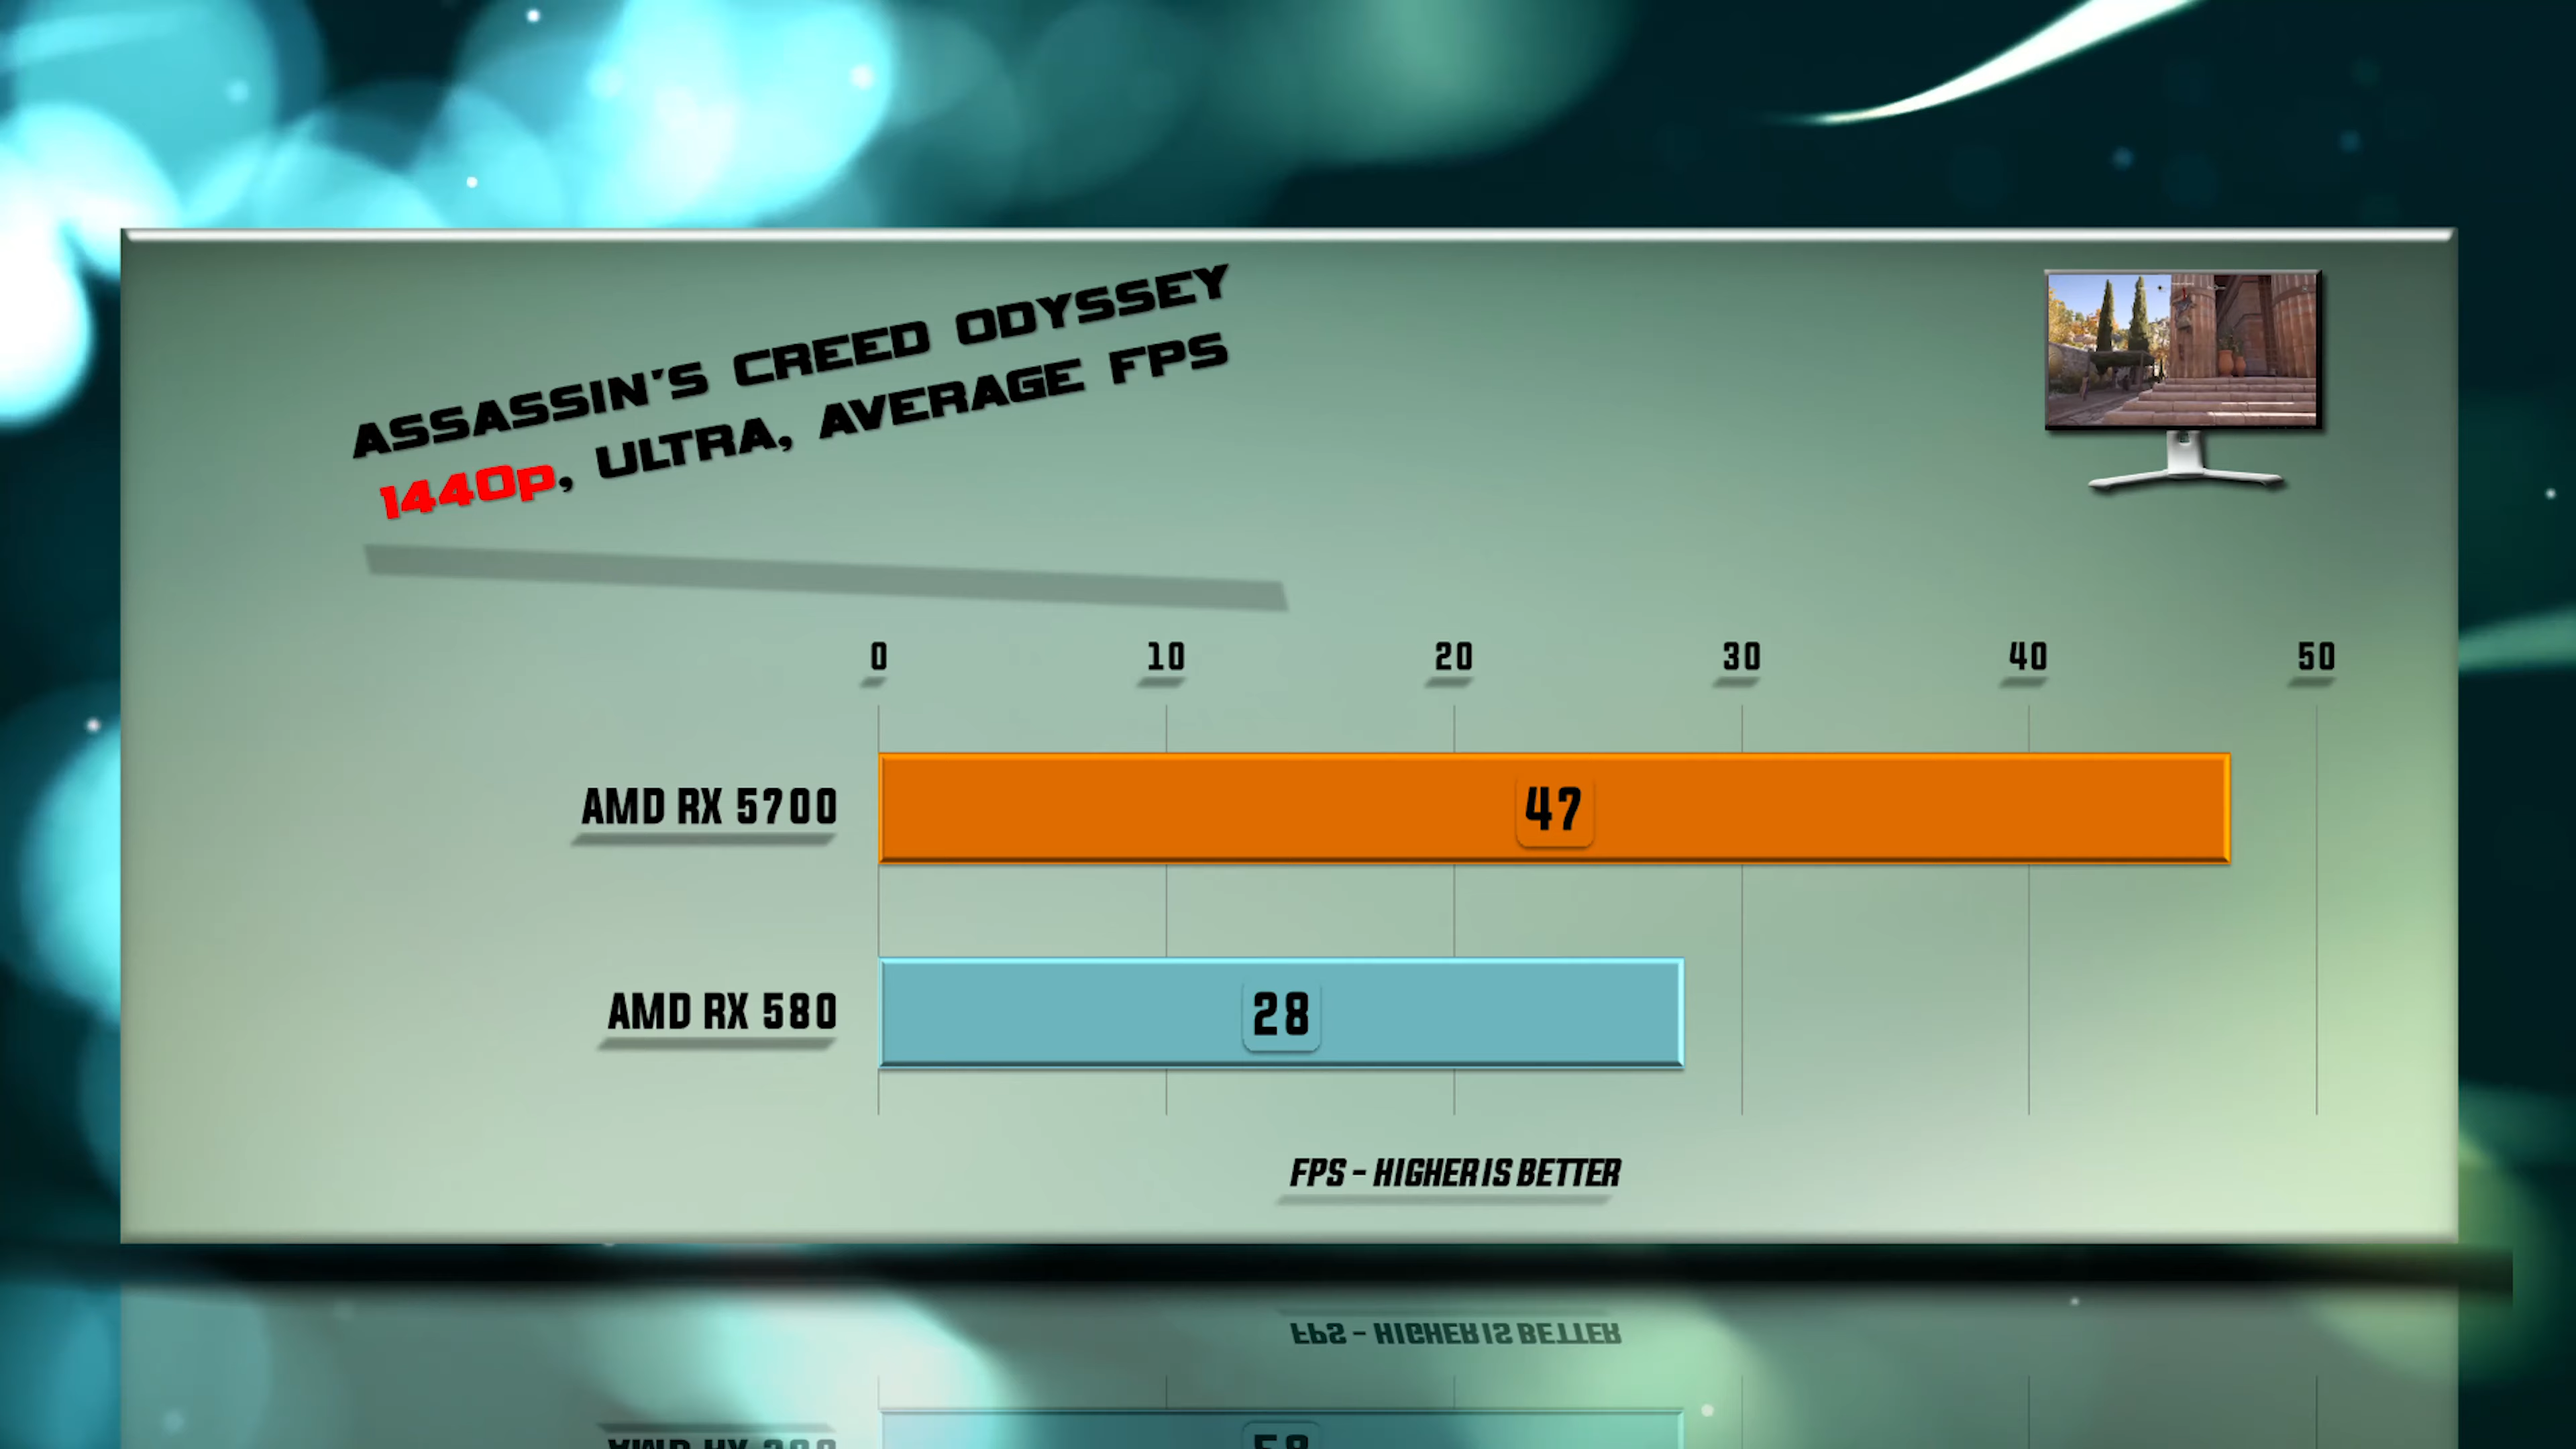 ASSASSIN'S CREED ODYSSEY
1440p, ULTRA, AVERAGE FPS
0 10 20 30 40 50
AMD RX 5700 47
AMD RX 580 28
FPS - HIGHER IS BETTER